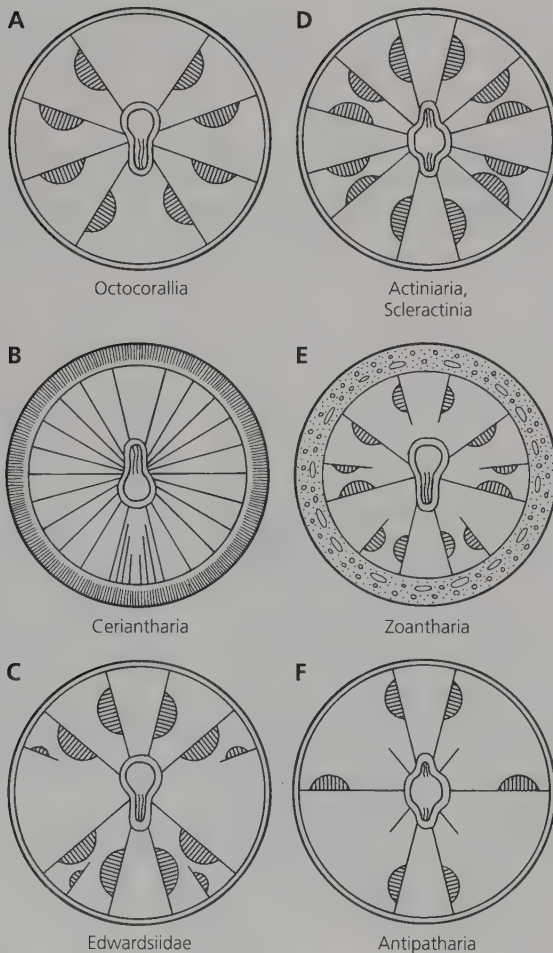 A
Octocorallia
D
Actiniaria,
Scleractinia
B
Ceriantharia
E
Zoantharia
C
Edwardsiidae
F
Antipatharia